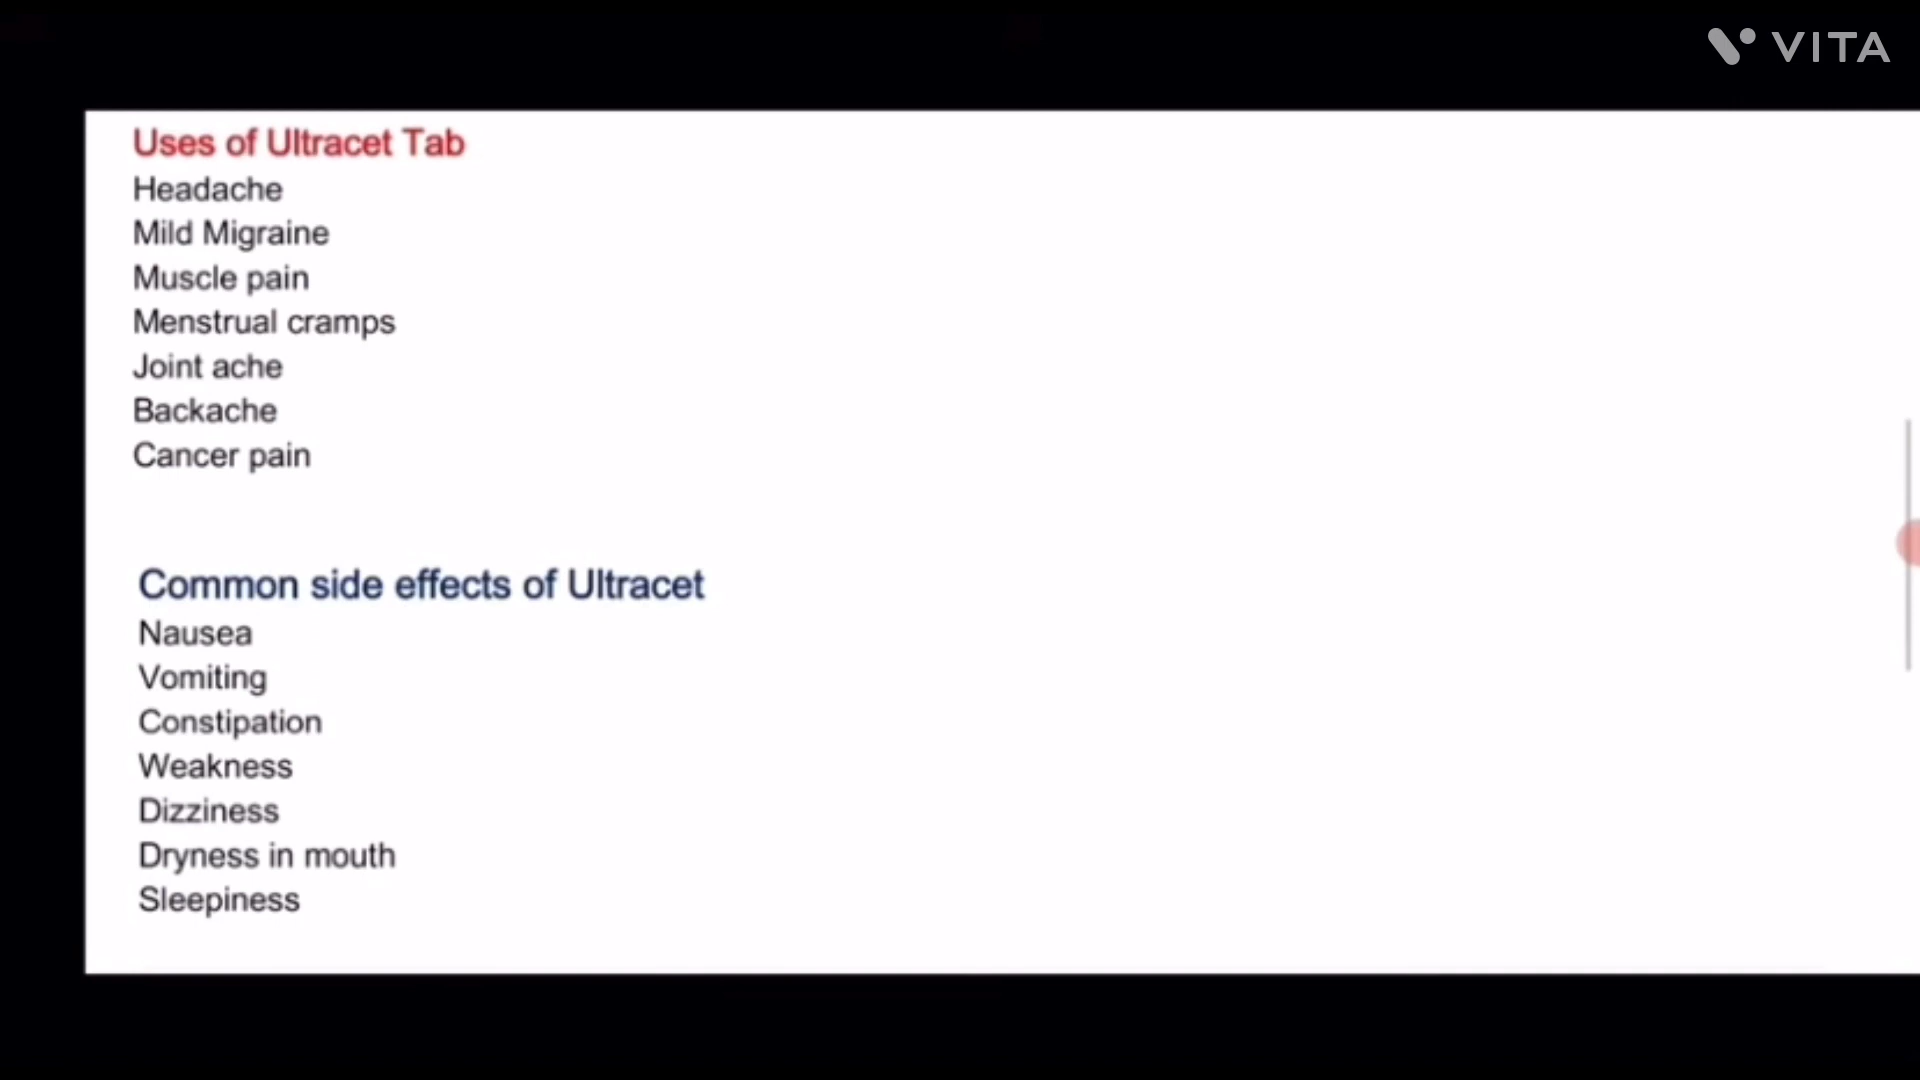 VITA
Uses of Ultracet Tab
Headache
Mild Migraine
Muscle pain
Menstrual cramps
Joint ache
Backache
Cancer pain
Common side effects of Ultracet
Nausea
Vomiting
Constipation
Weakness
Dizziness
Dryness in mouth
Sleepiness